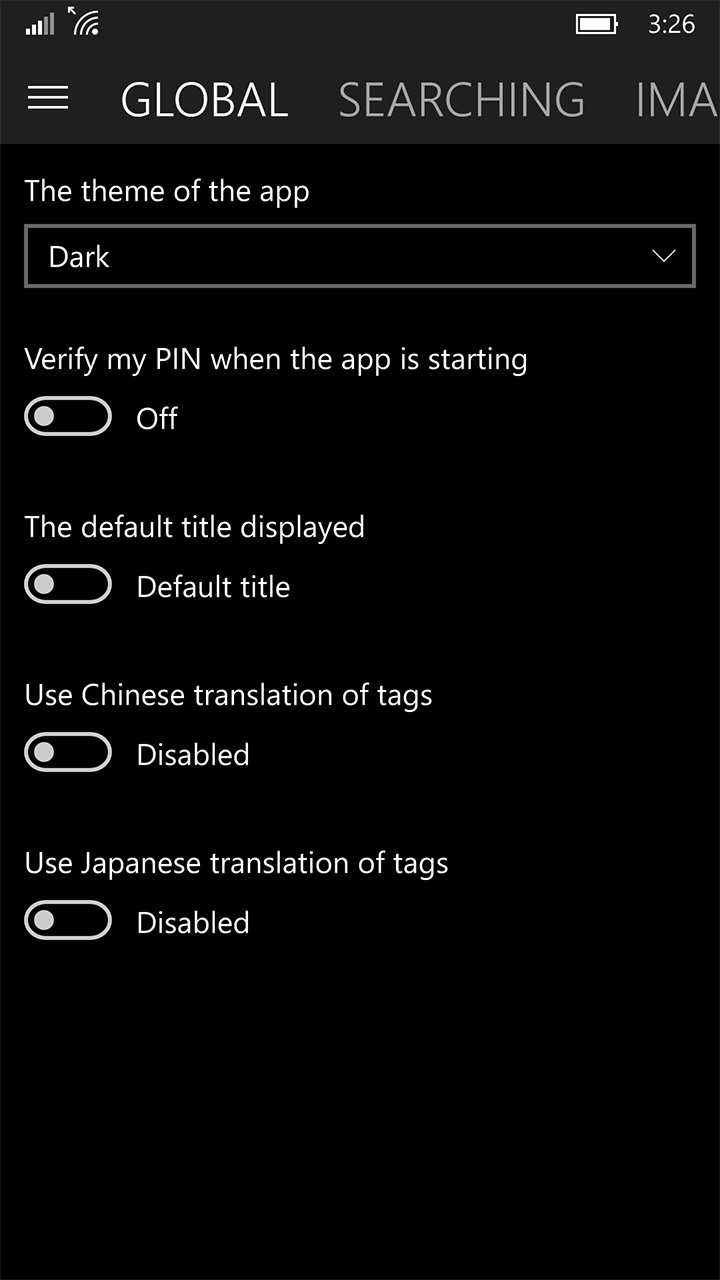 3:26
GLOBAL SEARCHING IMA
The theme of the app
Dark
Verify my PIN when the app is starting
Off
The default title displayed
Default title
Use Chinese translation of tags
Disabled
Use Japanese translation of tags
Disabled